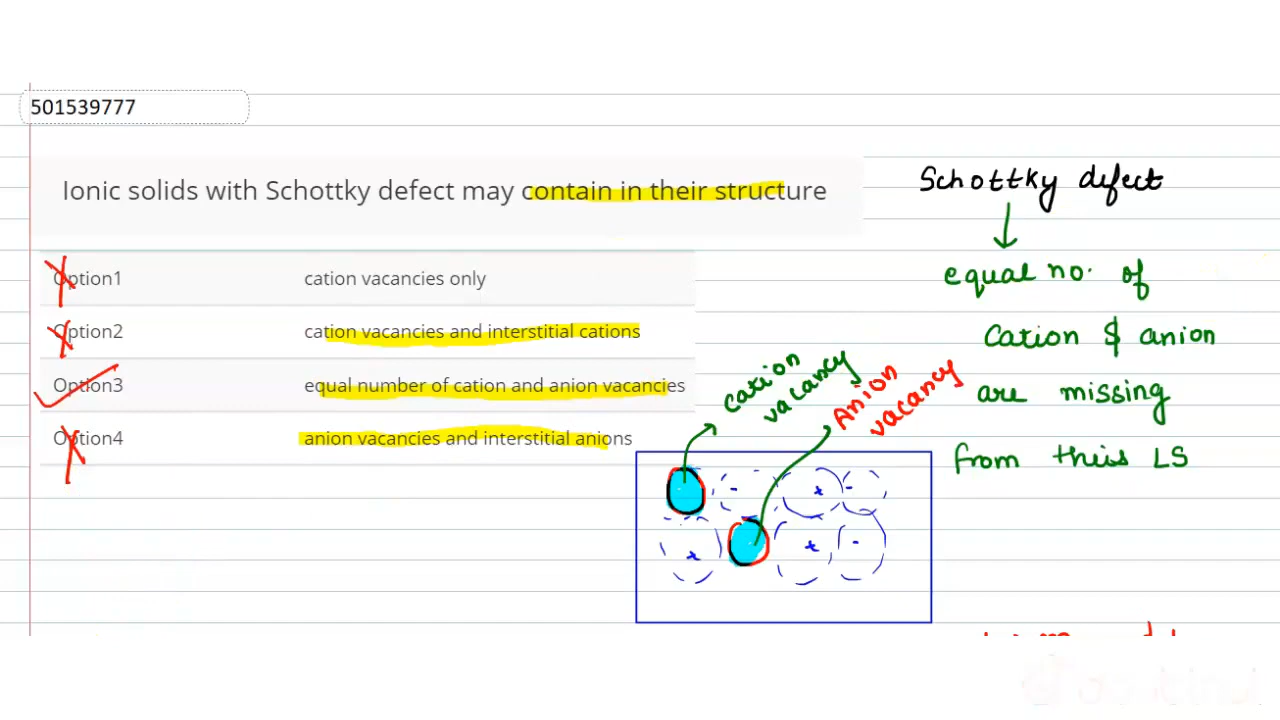 501539777
Ionic solids with Schottky defect may contain in their structure
Option1 cation vacancies only
Option2 cation vacancies and interstitial cations
Option3 equal number of cation and anion vacancies
Option4 anion vacancies and interstitial anions
Schottky defect
↓
equal no. of
Cation & anion
are missing
from theis LS
cation
vacancy
Anion
vacancy
- + -
+ + -